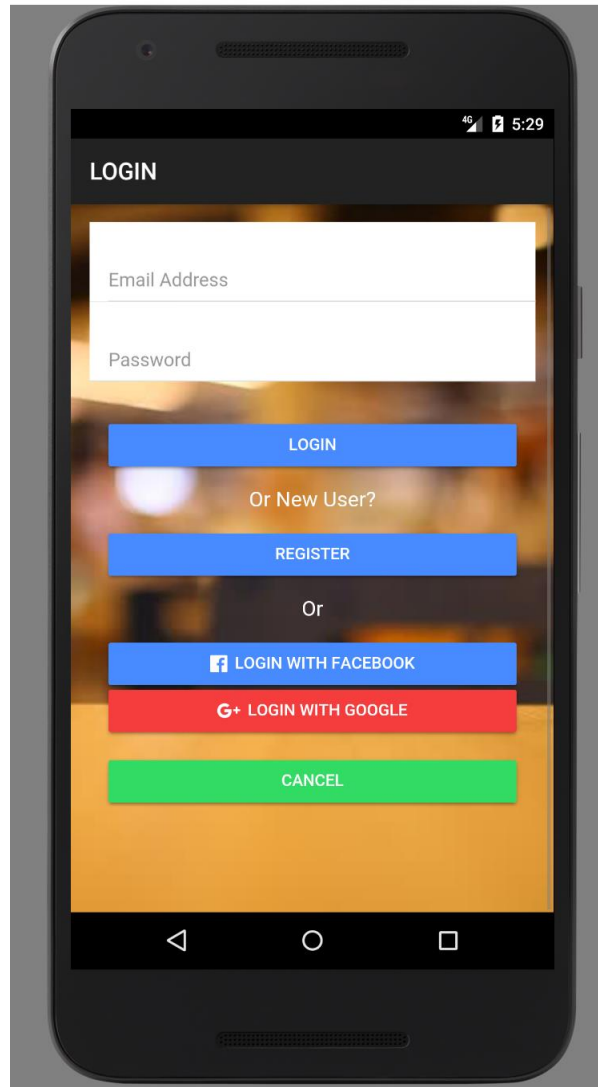 4G 5:29
LOGIN
Email Address
Password
LOGIN
Or New User?
REGISTER
Or
LOGIN WITH FACEBOOK
G+ LOGIN WITH GOOGLE
CANCEL